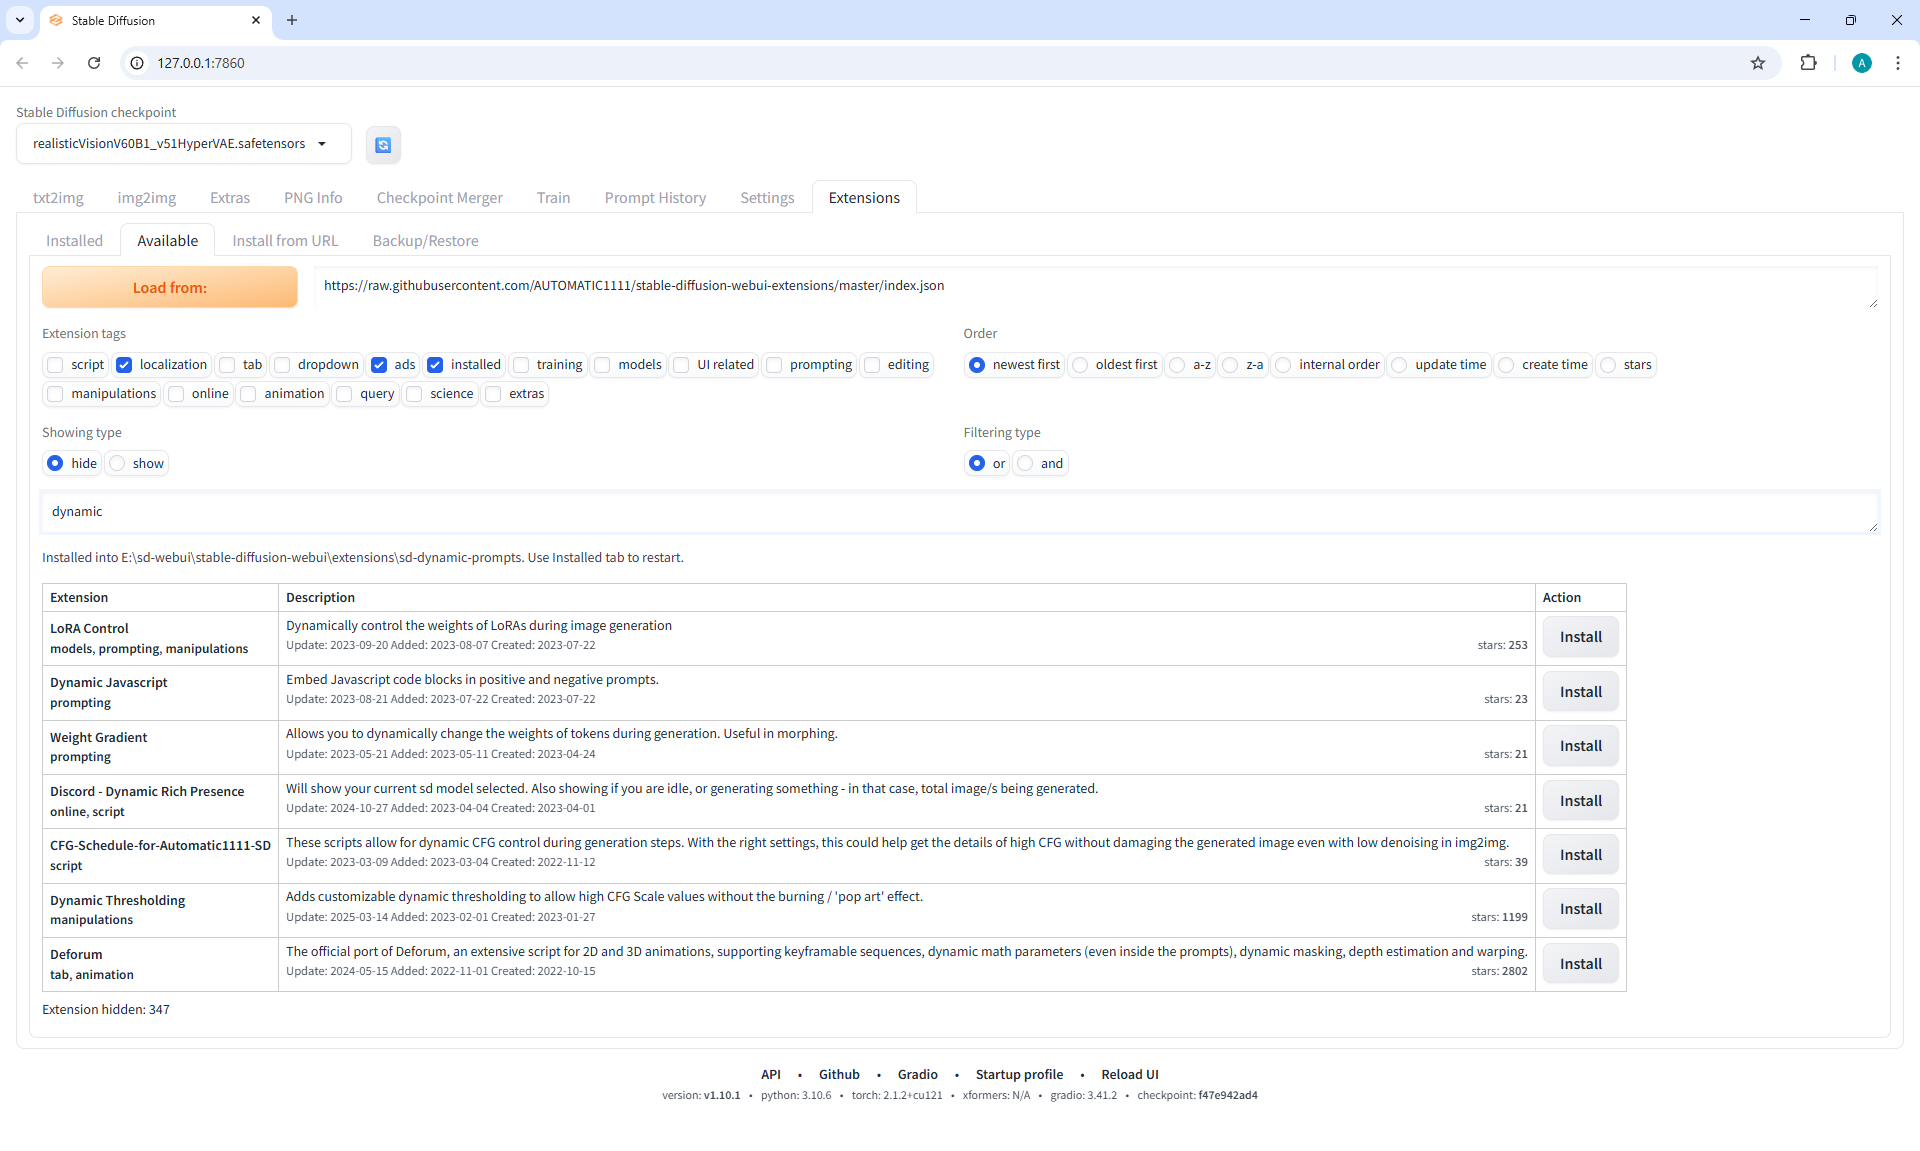 Stable Diffusion
127.0.0.1:7860
A
Stable Diffusion checkpoint
realisticVisionV60B1_v51HyperVAE.safetensors
txt2img img2img Extras PNG Info Checkpoint Merger Train Prompt History Settings Extensions
Installed Available Install from URL Backup/Restore
Load from: https://raw.githubusercontent.com/AUTOMATIC1111/stable-diffusion-webui-extensions/master/index.json
Extension tags Order
script localization tab dropdown ads installed training models UI related prompting editing newest first oldest first a-z z-a internal order update time create time stars
manipulations online animation query science extras
Showing type Filtering type
hide show or and
dynamic
Installed into E:\sd-webui\stable-diffusion-webui\extensions\sd-dynamic-prompts. Use Installed tab to restart.
Extension Description Action
LoRA Control
models, prompting, manipulations
Dynamically control the weights of LoRAs during image generation
Update: 2023-09-20 Added: 2023-08-07 Created: 2023-07-22 stars: 253
Install
Dynamic Javascript
prompting
Embed Javascript code blocks in positive and negative prompts.
Update: 2023-08-21 Added: 2023-07-22 Created: 2023-07-22 stars: 23
Install
Weight Gradient
prompting
Allows you to dynamically change the weights of tokens during generation. Useful in morphing.
Update: 2023-05-21 Added: 2023-05-11 Created: 2023-04-24 stars: 21
Install
Discord - Dynamic Rich Presence
online, script
Will show your current sd model selected. Also showing if you are idle, or generating something - in that case, total image/s being generated.
Update: 2024-10-27 Added: 2023-04-04 Created: 2023-04-01 stars: 21
Install
CFG-Schedule-for-Automatic1111-SD
script
These scripts allow for dynamic CFG control during generation steps. With the right settings, this could help get the details of high CFG without damaging the generated image even with low denoising in img2img.
Update: 2023-03-09 Added: 2023-03-04 Created: 2022-11-12 stars: 39
Install
Dynamic Thresholding
manipulations
Adds customizable dynamic thresholding to allow high CFG Scale values without the burning / 'pop art' effect.
Update: 2025-03-14 Added: 2023-02-01 Created: 2023-01-27 stars: 1199
Install
Deforum
tab, animation
The official port of Deforum, an extensive script for 2D and 3D animations, supporting keyframable sequences, dynamic math parameters (even inside the prompts), dynamic masking, depth estimation and warping.
Update: 2024-05-15 Added: 2022-11-01 Created: 2022-10-15 stars: 2802
Install
Extension hidden: 347
API • Github • Gradio • Startup profile • Reload UI
version: v1.10.1 • python: 3.10.6 • torch: 2.1.2+cu121 • xformers: N/A • gradio: 3.41.2 • checkpoint: f47e942ad4